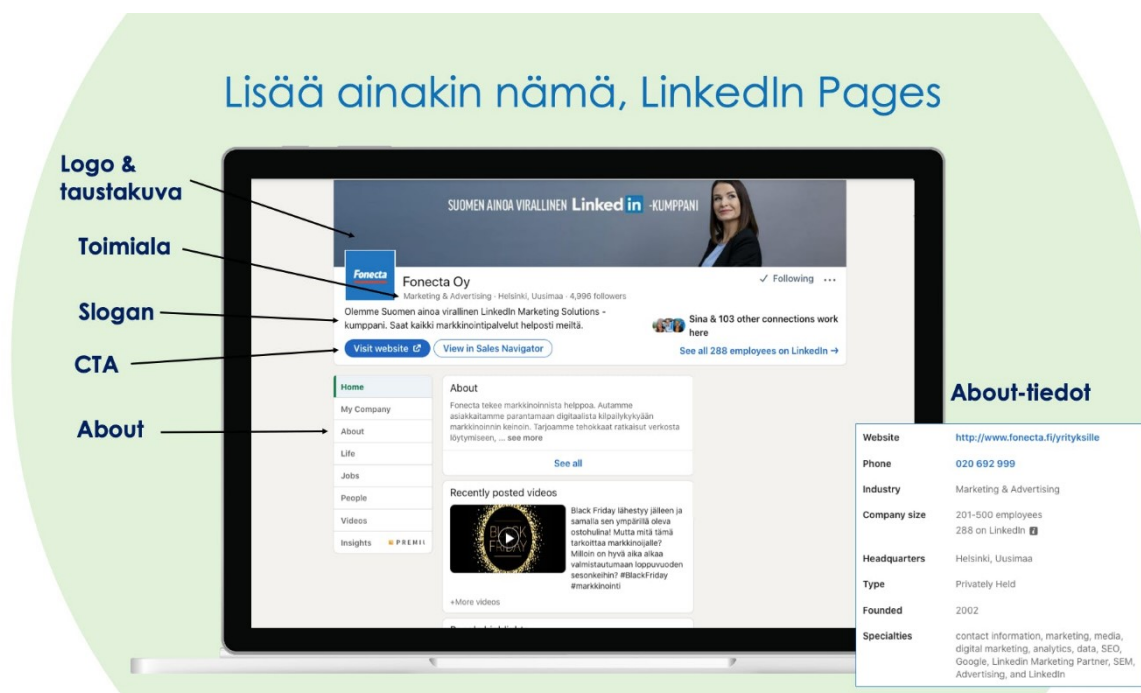 Lisää ainakin nämä, LinkedIn Pages
Logo &
taustakuva
Toimiala
Slogan
CTA
About
SUOMEN AINOA VIRALLINEN Linked in -KUMPPANI
Fonecta
Fonecta Oy
Marketing & Advertising · Helsinki, Uusimaa · 4,996 followers
✓ Following ...
Olemme Suomen ainoa virallinen LinkedIn Marketing Solutions -
kumppani. Saat kaikki markkinointipalvelut helposti meiltä.
Sina & 103 other connections work
here
Visit website
View in Sales Navigator
See all 288 employees on LinkedIn →
Home
My Company
About
Life
Jobs
People
Videos
Insights PREMIU
About
Fonecta tekee markkinoinnista helppoa. Autamme
asiakkaitamme parantamaan digitaalista kilpailykykyään
markkinoinnin keinoin. Tarjoamme tehokkaat ratkaisut verkosta
löytymiseen, ... see more
See all
Recently posted videos
BLACK
FRIDAY
Black Friday lähestyy jälleen ja
samalla sen ympärillä oleva
ostohulina! Mutta mitä tämä
tarkoittaa markkinoijalle?
Milloin on hyvä aika alkaa
valmistautumaan loppuvuoden
sesonkeihin? #BlackFriday
#markkinointi
+More videos
About-tiedot
Website http://www.fonecta.fi/yrityksille
Phone 020 692 999
Industry Marketing & Advertising
Company size 201-500 employees
288 on LinkedIn
Headquarters Helsinki, Uusimaa
Type Privately Held
Founded 2002
Specialties contact information, marketing, media,
digital marketing, analytics, data, SEO,
Google, Linkedin Marketing Partner, SEM,
Advertising, and LinkedIn